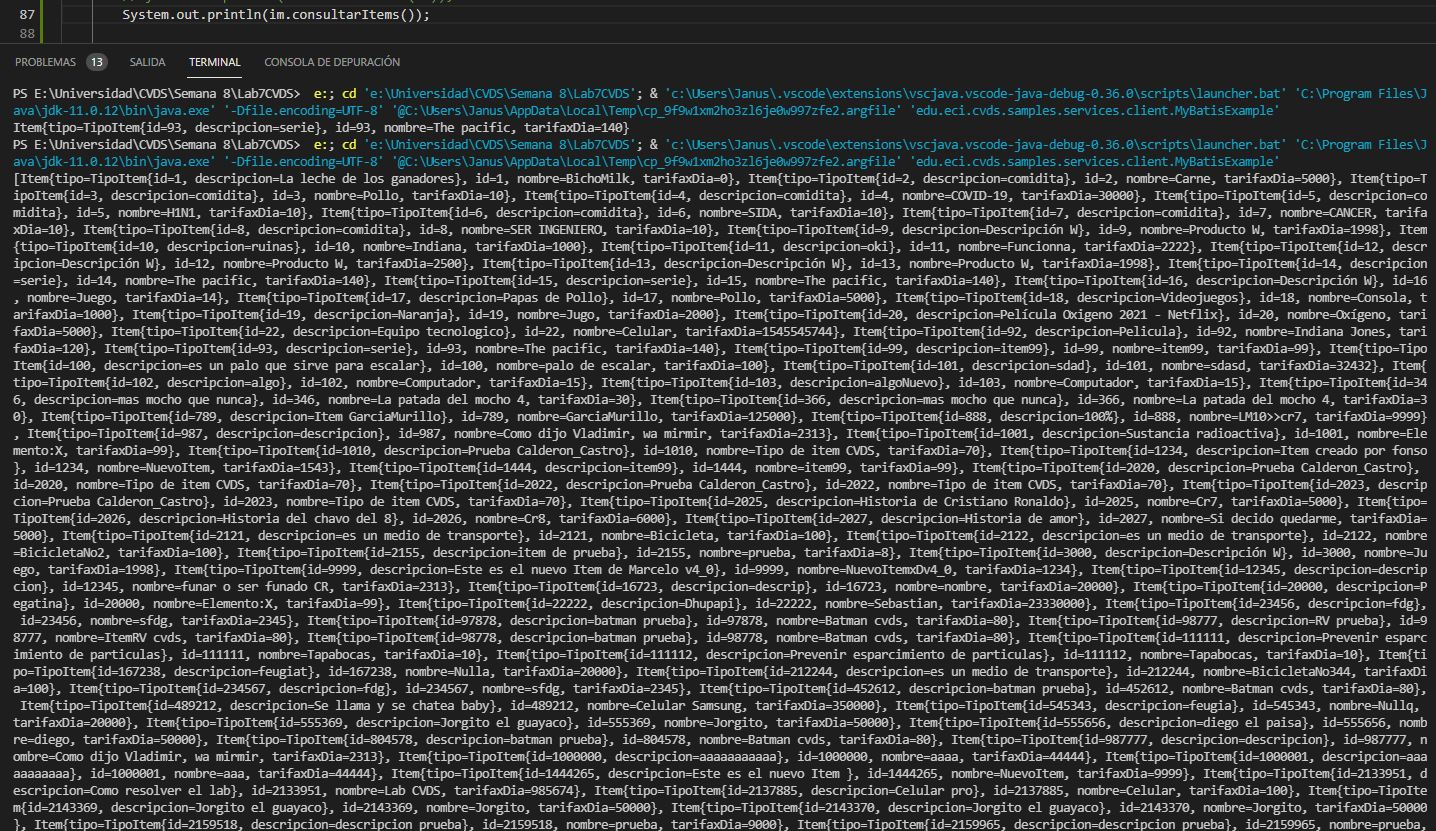 87 System.out.println(im.consultarItems());
88
PROBLEMAS 13 SALIDA TERMINAL CONSOLA DE DEPURACIÓN
PS E:\Universidad\CVDS\Semana 8\Lab7CVDS> e:; cd 'e:\Universidad\CVDS\Semana 8\Lab7CVDS'; & 'c:\Users\Janus\.vscode\extensions\vscjava.vscode-java-debug-0.36.0\scripts\launcher.bat' 'C:\Program Files\J
ava\jdk-11.0.12\bin\java.exe' '-Dfile.encoding=UTF-8' '@C:\Users\Janus\AppData\Local\Temp\cp_9f9w1xm2ho3zl6je0w997zfe2.argfile' 'edu.eci.cvds.samples.services.client.MyBatisExample'
Item{tipo=TipoItem{id=93, descripcion=serie}, id=93, nombre=The pacific, tarifaxDia=140}
PS E:\Universidad\CVDS\Semana 8\Lab7CVDS> e:; cd 'e:\Universidad\CVDS\Semana 8\Lab7CVDS'; & 'c:\Users\Janus\.vscode\extensions\vscjava.vscode-java-debug-0.36.0\scripts\launcher.bat' 'C:\Program Files\J
ava\jdk-11.0.12\bin\java.exe' '-Dfile.encoding=UTF-8' '@C:\Users\Janus\AppData\Local\Temp\cp_9f9w1xm2ho3zl6je0w997zfe2.argfile' 'edu.eci.cvds.samples.services.client.MyBatisExample'
[Item{tipo=TipoItem{id=1, descripcion=La leche de los ganadores}, id=1, nombre=BichoMilk, tarifaxDia=0}, Item{tipo=TipoItem{id=2, descripcion=comidita}, id=2, nombre=Carne, tarifaxDia=5000}, Item{tipo=T
ipoItem{id=3, descripcion=comidita}, id=3, nombre=Pollo, tarifaxDia=10}, Item{tipo=TipoItem{id=4, descripcion=comidita}, id=4, nombre=COVID-19, tarifaxDia=30000}, Item{tipo=TipoItem{id=5, descripcion=co
midita}, id=5, nombre=H1N1, tarifaxDia=10}, Item{tipo=TipoItem{id=6, descripcion=comidita}, id=6, nombre=SIDA, tarifaxDia=10}, Item{tipo=TipoItem{id=7, descripcion=comidita}, id=7, nombre=CANCER, tarifa
xDia=10}, Item{tipo=TipoItem{id=8, descripcion=comidita}, id=8, nombre=SER INGENIERO, tarifaxDia=10}, Item{tipo=TipoItem{id=9, descripcion=Descripción W}, id=9, nombre=Producto W, tarifaxDia=1998}, Item
{tipo=TipoItem{id=10, descripcion=ruinas}, id=10, nombre=Indiana, tarifaxDia=1000}, Item{tipo=TipoItem{id=11, descripcion=oki}, id=11, nombre=Funcionna, tarifaxDia=2222}, Item{tipo=TipoItem{id=12, descr
ipcion=Descripción W}, id=12, nombre=Producto W, tarifaxDia=2500}, Item{tipo=TipoItem{id=13, descripcion=Descripción W}, id=13, nombre=Producto W, tarifaxDia=1998}, Item{tipo=TipoItem{id=14, descripcion
=serie}, id=14, nombre=The pacific, tarifaxDia=140}, Item{tipo=TipoItem{id=15, descripcion=serie}, id=15, nombre=The pacific, tarifaxDia=140}, Item{tipo=TipoItem{id=16, descripcion=Descripción W}, id=16
, nombre=Juego, tarifaxDia=14}, Item{tipo=TipoItem{id=17, descripcion=Papas de Pollo}, id=17, nombre=Pollo, tarifaxDia=5000}, Item{tipo=TipoItem{id=18, descripcion=Videojuegos}, id=18, nombre=Consola, t
arifaxDia=1000}, Item{tipo=TipoItem{id=19, descripcion=Naranja}, id=19, nombre=Jugo, tarifaxDia=2000}, Item{tipo=TipoItem{id=20, descripcion=Película Oxigeno 2021 - Netflix}, id=20, nombre=Oxígeno, tari
faxDia=5000}, Item{tipo=TipoItem{id=22, descripcion=Equipo tecnologico}, id=22, nombre=Celular, tarifaxDia=1545545744}, Item{tipo=TipoItem{id=92, descripcion=Pelicula}, id=92, nombre=Indiana Jones, tari
faxDia=120}, Item{tipo=TipoItem{id=93, descripcion=serie}, id=93, nombre=The pacific, tarifaxDia=140}, Item{tipo=TipoItem{id=99, descripcion=item99}, id=99, nombre=item99, tarifaxDia=99}, Item{tipo=Tipo
Item{id=100, descripcion=es un palo que sirve para escalar}, id=100, nombre=palo de escalar, tarifaxDia=100}, Item{tipo=TipoItem{id=101, descripcion=sdad}, id=101, nombre=sdasd, tarifaxDia=32432}, Item{
tipo=TipoItem{id=102, descripcion=algo}, id=102, nombre=Computador, tarifaxDia=15}, Item{tipo=TipoItem{id=103, descripcion=algoNuevo}, id=103, nombre=Computador, tarifaxDia=15}, Item{tipo=TipoItem{id=34
6, descripcion=mas mocho que nunca}, id=346, nombre=La patada del mocho 4, tarifaxDia=30}, Item{tipo=TipoItem{id=366, descripcion=mas mocho que nunca}, id=366, nombre=La patada del mocho 4, tarifaxDia=3
0}, Item{tipo=TipoItem{id=789, descripcion=Item GarciaMurillo}, id=789, nombre=GarciaMurillo, tarifaxDia=125000}, Item{tipo=TipoItem{id=888, descripcion=100%}, id=888, nombre=LM10>>cr7, tarifaxDia=9999}
, Item{tipo=TipoItem{id=987, descripcion=descripcion}, id=987, nombre=Como dijo Vladimir, wa mirmir, tarifaxDia=2313}, Item{tipo=TipoItem{id=1001, descripcion=Sustancia radioactiva}, id=1001, nombre=Ele
mento:X, tarifaxDia=99}, Item{tipo=TipoItem{id=1010, descripcion=Prueba Calderon_Castro}, id=1010, nombre=Tipo de item CVDS, tarifaxDia=70}, Item{tipo=TipoItem{id=1234, descripcion=Item creado por fonso
}, id=1234, nombre=NuevoItem, tarifaxDia=1543}, Item{tipo=TipoItem{id=1444, descripcion=item99}, id=1444, nombre=item99, tarifaxDia=99}, Item{tipo=TipoItem{id=2020, descripcion=Prueba Calderon_Castro},
id=2020, nombre=Tipo de item CVDS, tarifaxDia=70}, Item{tipo=TipoItem{id=2022, descripcion=Prueba Calderon_Castro}, id=2022, nombre=Tipo de item CVDS, tarifaxDia=70}, Item{tipo=TipoItem{id=2023, descrip
cion=Prueba Calderon_Castro}, id=2023, nombre=Tipo de item CVDS, tarifaxDia=70}, Item{tipo=TipoItem{id=2025, descripcion=Historia de Cristiano Ronaldo}, id=2025, nombre=Cr7, tarifaxDia=5000}, Item{tipo=
TipoItem{id=2026, descripcion=Historia del chavo del 8}, id=2026, nombre=Cr8, tarifaxDia=6000}, Item{tipo=TipoItem{id=2027, descripcion=Historia de amor}, id=2027, nombre=Si decido quedarme, tarifaxDia=
5000}, Item{tipo=TipoItem{id=2121, descripcion=es un medio de transporte}, id=2121, nombre=Bicicleta, tarifaxDia=100}, Item{tipo=TipoItem{id=2122, descripcion=es un medio de transporte}, id=2122, nombre
=BicicletaNo2, tarifaxDia=100}, Item{tipo=TipoItem{id=2155, descripcion=item de prueba}, id=2155, nombre=prueba, tarifaxDia=8}, Item{tipo=TipoItem{id=3000, descripcion=Descripción W}, id=3000, nombre=Ju
ego, tarifaxDia=1998}, Item{tipo=TipoItem{id=9999, descripcion=Este es el nuevo Item de Marcelo v4_0}, id=9999, nombre=NuevoItemxDv4_0, tarifaxDia=1234}, Item{tipo=TipoItem{id=12345, descripcion=descrip
cion}, id=12345, nombre=funar o ser funado CR, tarifaxDia=2313}, Item{tipo=TipoItem{id=16723, descripcion=descrip}, id=16723, nombre=nombre, tarifaxDia=20000}, Item{tipo=TipoItem{id=20000, descripcion=P
egatina}, id=20000, nombre=Elemento:X, tarifaxDia=99}, Item{tipo=TipoItem{id=22222, descripcion=Dhupapi}, id=22222, nombre=Sebastian, tarifaxDia=23330000}, Item{tipo=TipoItem{id=23456, descripcion=fdg},
id=23456, nombre=sfdg, tarifaxDia=2345}, Item{tipo=TipoItem{id=97878, descripcion=batman prueba}, id=97878, nombre=Batman cvds, tarifaxDia=80}, Item{tipo=TipoItem{id=98777, descripcion=RV prueba}, id=9
8777, nombre=ItemRV cvds, tarifaxDia=80}, Item{tipo=TipoItem{id=98778, descripcion=batman prueba}, id=98778, nombre=Batman cvds, tarifaxDia=80}, Item{tipo=TipoItem{id=111111, descripcion=Prevenir esparc
imiento de particulas}, id=111111, nombre=Tapabocas, tarifaxDia=10}, Item{tipo=TipoItem{id=111112, descripcion=Prevenir esparcimiento de particulas}, id=111112, nombre=Tapabocas, tarifaxDia=10}, Item{ti
po=TipoItem{id=167238, descripcion=feugiat}, id=167238, nombre=Nulla, tarifaxDia=20000}, Item{tipo=TipoItem{id=212244, descripcion=es un medio de transporte}, id=212244, nombre=BicicletaNo344, tarifaxDi
a=100}, Item{tipo=TipoItem{id=234567, descripcion=fdg}, id=234567, nombre=sfdg, tarifaxDia=2345}, Item{tipo=TipoItem{id=452612, descripcion=batman prueba}, id=452612, nombre=Batman cvds, tarifaxDia=80},
Item{tipo=TipoItem{id=489212, descripcion=Se llama y se chatea baby}, id=489212, nombre=Celular Samsung, tarifaxDia=350000}, Item{tipo=TipoItem{id=545343, descripcion=feugia}, id=545343, nombre=Nullq,
tarifaxDia=20000}, Item{tipo=TipoItem{id=555369, descripcion=Jorgito el guayaco}, id=555369, nombre=Jorgito, tarifaxDia=50000}, Item{tipo=TipoItem{id=555656, descripcion=diego el paisa}, id=555656, nomb
re=diego, tarifaxDia=50000}, Item{tipo=TipoItem{id=804578, descripcion=batman prueba}, id=804578, nombre=Batman cvds, tarifaxDia=80}, Item{tipo=TipoItem{id=987777, descripcion=descripcion}, id=987777, n
ombre=Como dijo Vladimir, wa mirmir, tarifaxDia=2313}, Item{tipo=TipoItem{id=1000000, descripcion=aaaaaaaaaaa}, id=1000000, nombre=aaaa, tarifaxDia=44444}, Item{tipo=TipoItem{id=1000001, descripcion=aaa
aaaaaaaa}, id=1000001, nombre=aaa, tarifaxDia=44444}, Item{tipo=TipoItem{id=1444265, descripcion=Este es el nuevo Item }, id=1444265, nombre=NuevoItem, tarifaxDia=9999}, Item{tipo=TipoItem{id=2133951, d
escripcion=Como resolver el lab}, id=2133951, nombre=Lab CVDS, tarifaxDia=985674}, Item{tipo=TipoItem{id=2137885, descripcion=Celular pro}, id=2137885, nombre=Celular, tarifaxDia=100}, Item{tipo=TipoIte
m{id=2143369, descripcion=Jorgito el guayaco}, id=2143369, nombre=Jorgito, tarifaxDia=50000}, Item{tipo=TipoItem{id=2143370, descripcion=Jorgito el guayaco}, id=2143370, nombre=Jorgito, tarifaxDia=50000
}, Item{tipo=TipoItem{id=2159518, descripcion=descripcion prueba}, id=2159518, nombre=prueba, tarifaxDia=9000}, Item{tipo=TipoItem{id=2159965, descripcion=descripcion prueba}, id=2159965, nombre=prueba,